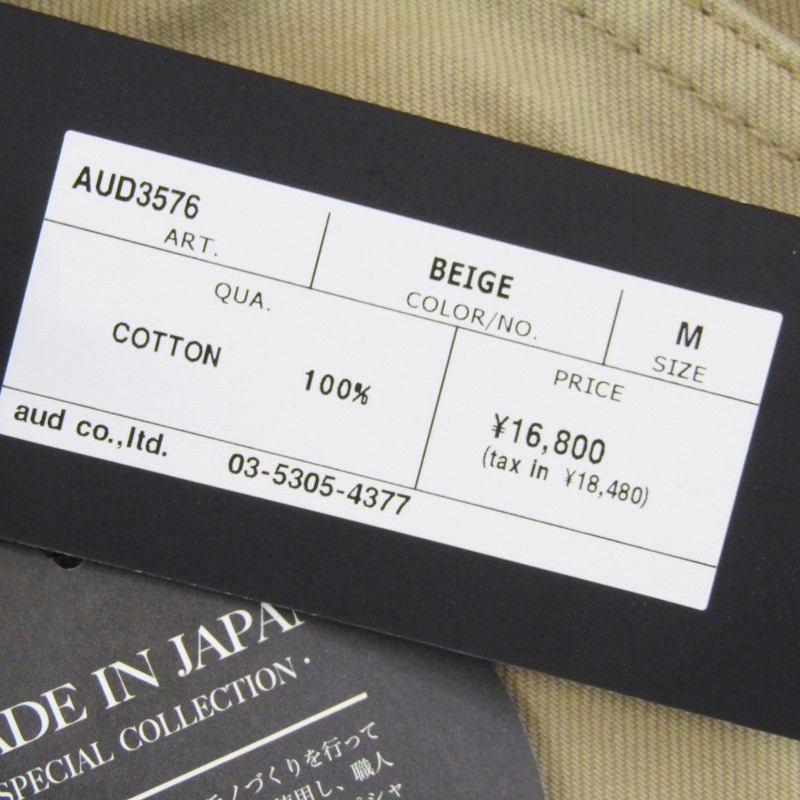 AUD3576
ART.
BEIGE
COLOR/NO.
M
SIZE
QUA.
COTTON 100%
PRICE
¥16,800
(tax in ¥18,480)
aud co.,ltd. 03-5305-4377
ADE IN JAPAN
SPECIAL COLLECTION.
モノづくりを行って
使用し、職人